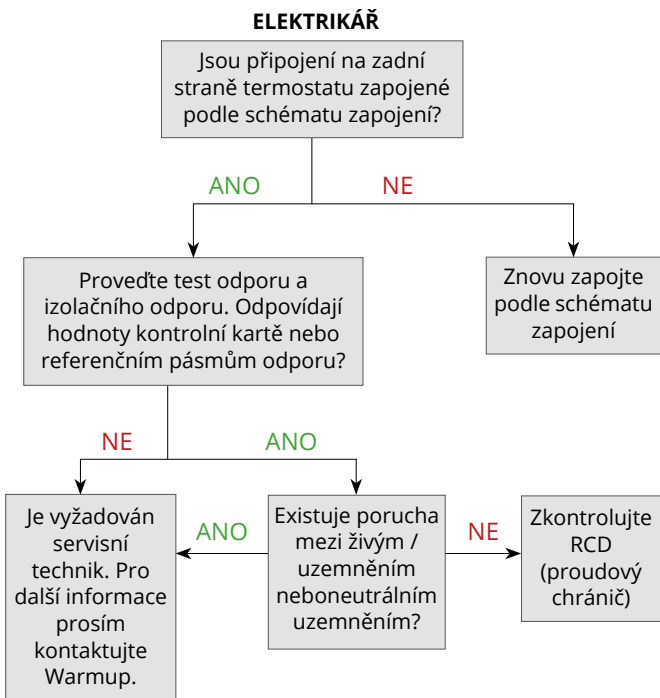 ELEKTRIKÁŘ
Jsou připojení na zadní
straně termostatu zapojené
podle schématu zapojení?
ANO
NE
Proveďte test odporu a
izolačního odporu. Odpovídají
hodnoty kontrolní kartě nebo
referenčním pásmům odporu?
Znovu zapojte
podle schématu
zapojení
NE
ANO
Je vyžadován
servisní
technik. Pro
další informace
prosím
kontaktujte
Warmup.
ANO
Existuje porucha
mezi živým /
uzemněním
neboneutrálním
uzemněním?
NE
Zkontrolujte
RCD
(proudový
chránič)